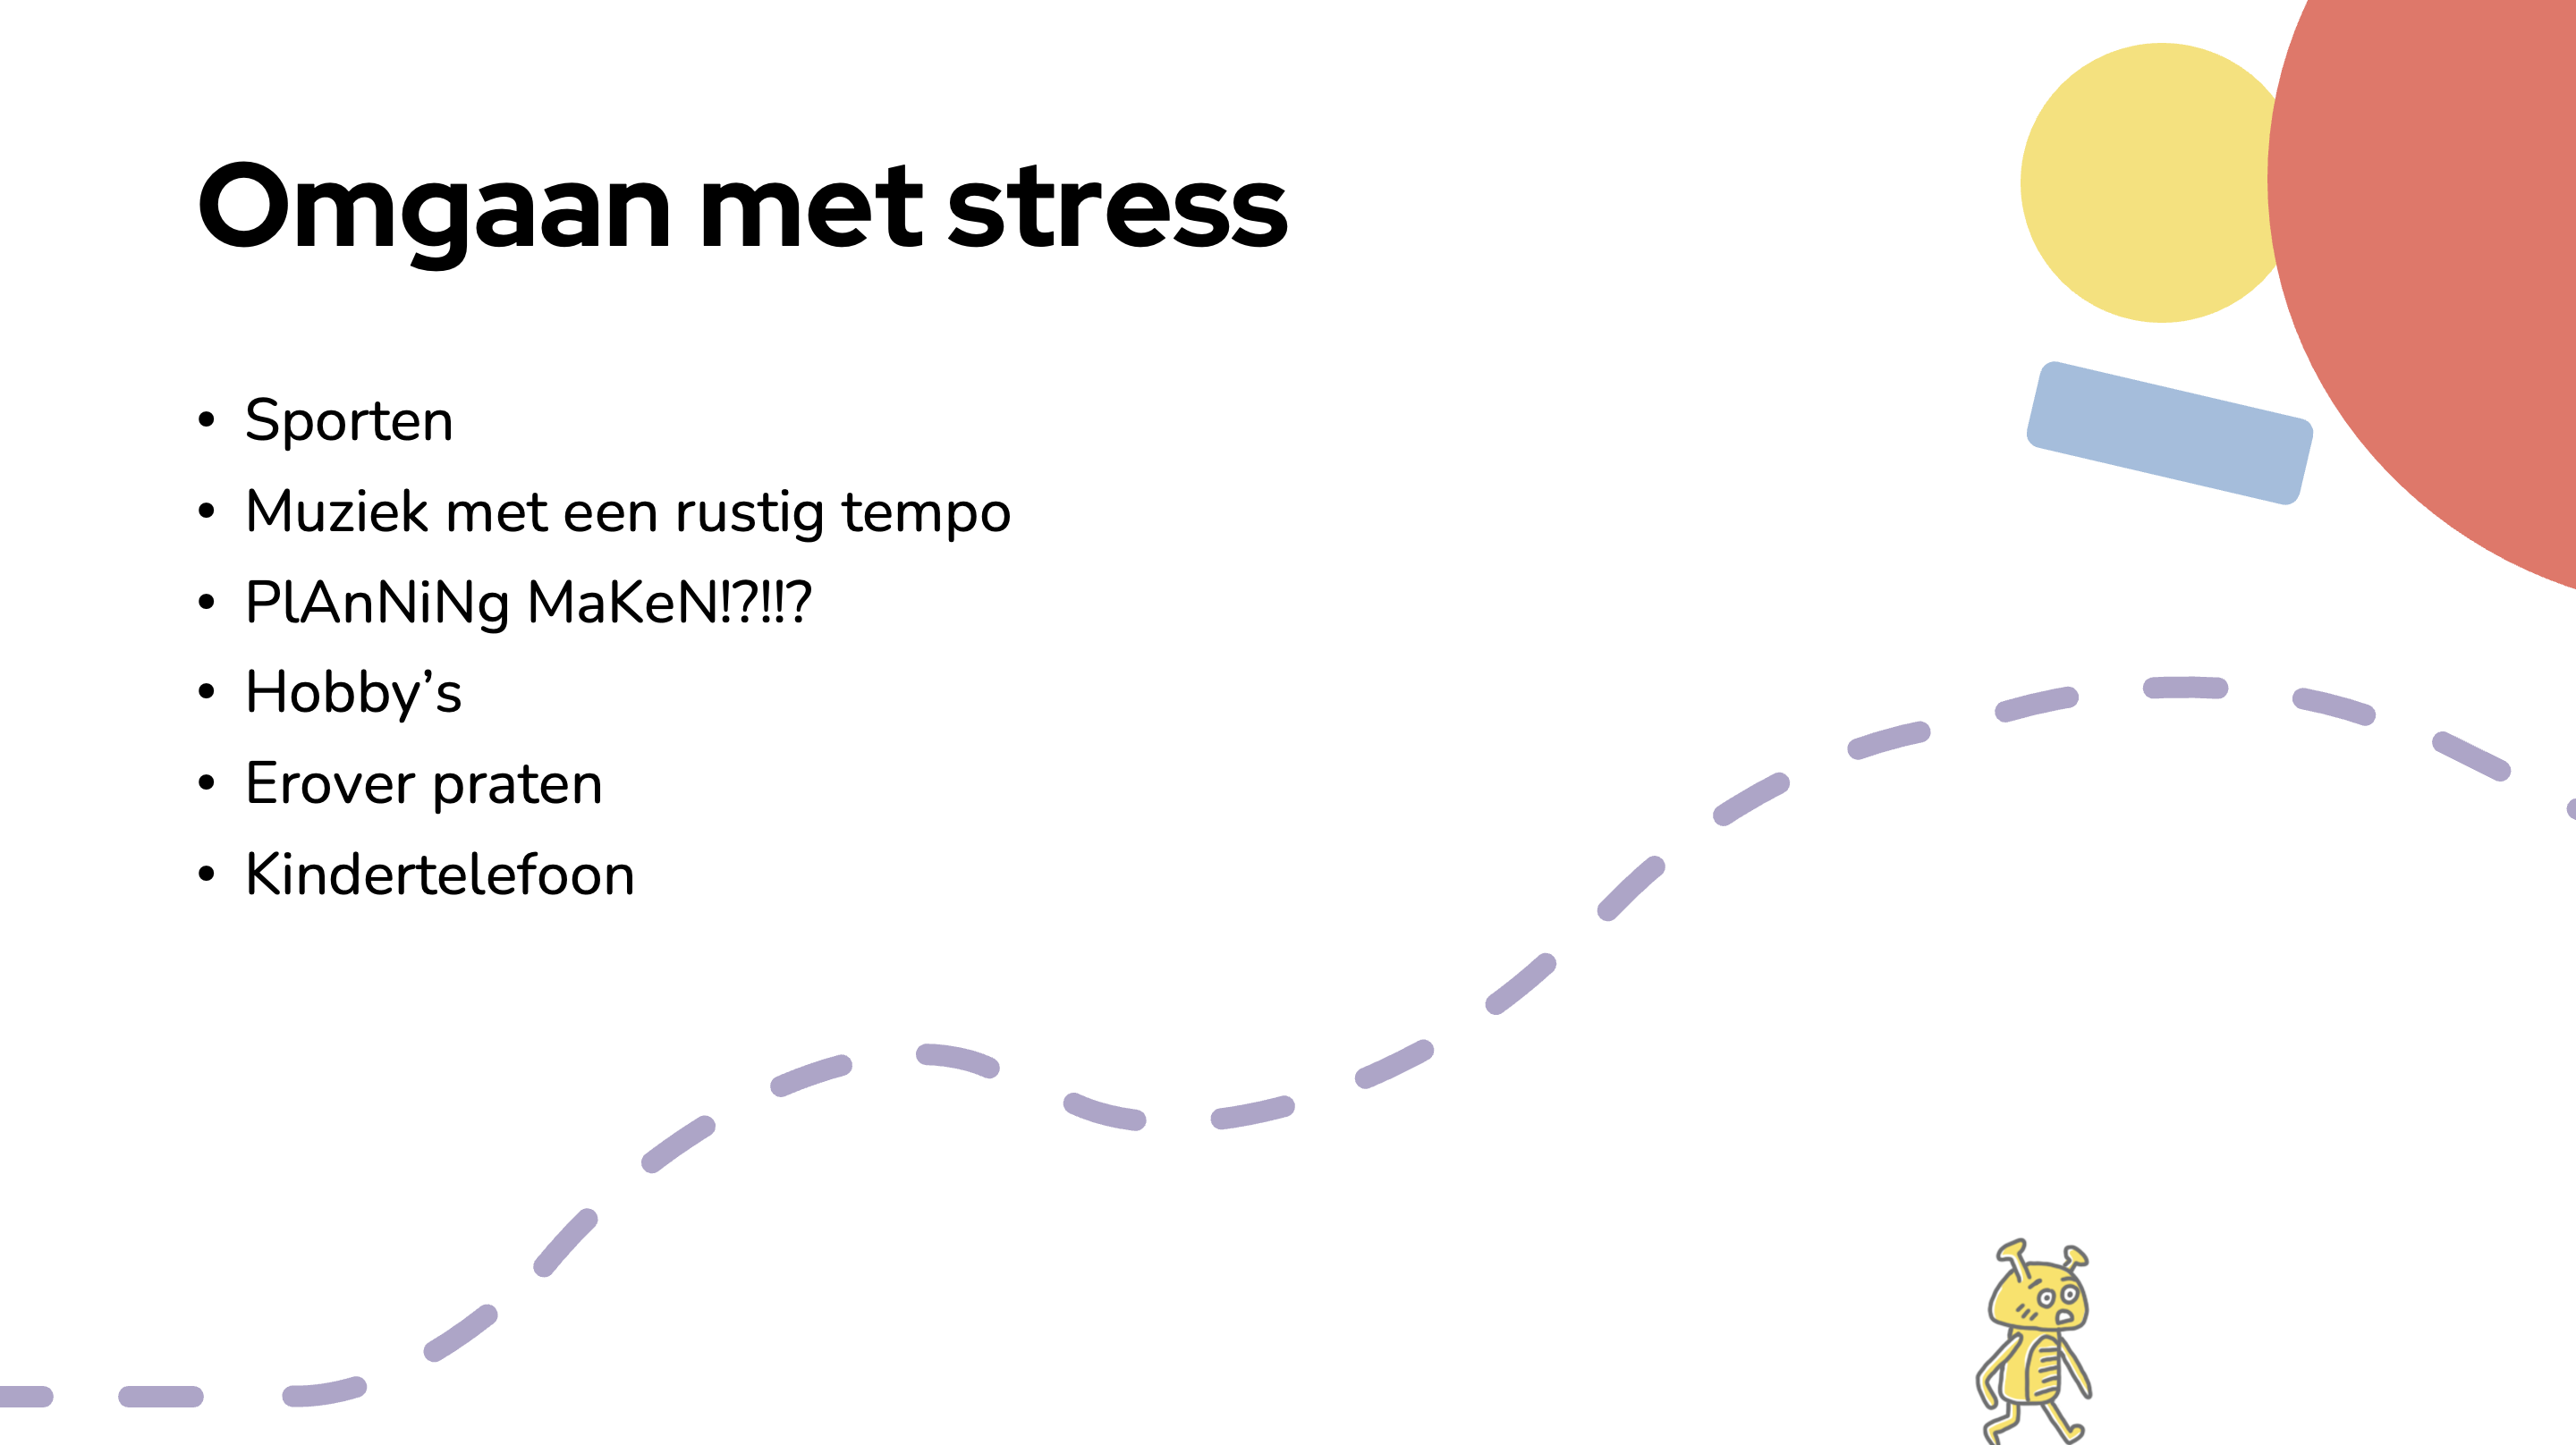 Omgaan met stress
• Sporten
• Muziek met een rustig tempo
• PlAnNiNg MaKeN!?!!?
• Hobby’s
• Erover praten
• Kindertelefoon